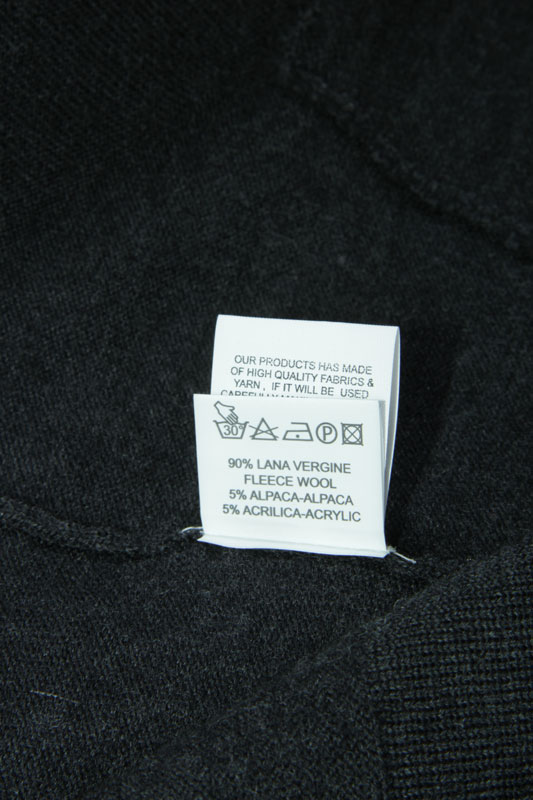 OUR PRODUCTS HAS MADE
OF HIGH QUALITY FABRICS &
YARN , IF IT WILL BE USED
30°
P
90% LANA VERGINE
FLEECE WOOL
5% ALPACA-ALPACA
5% ACRILICA-ACRYLIC